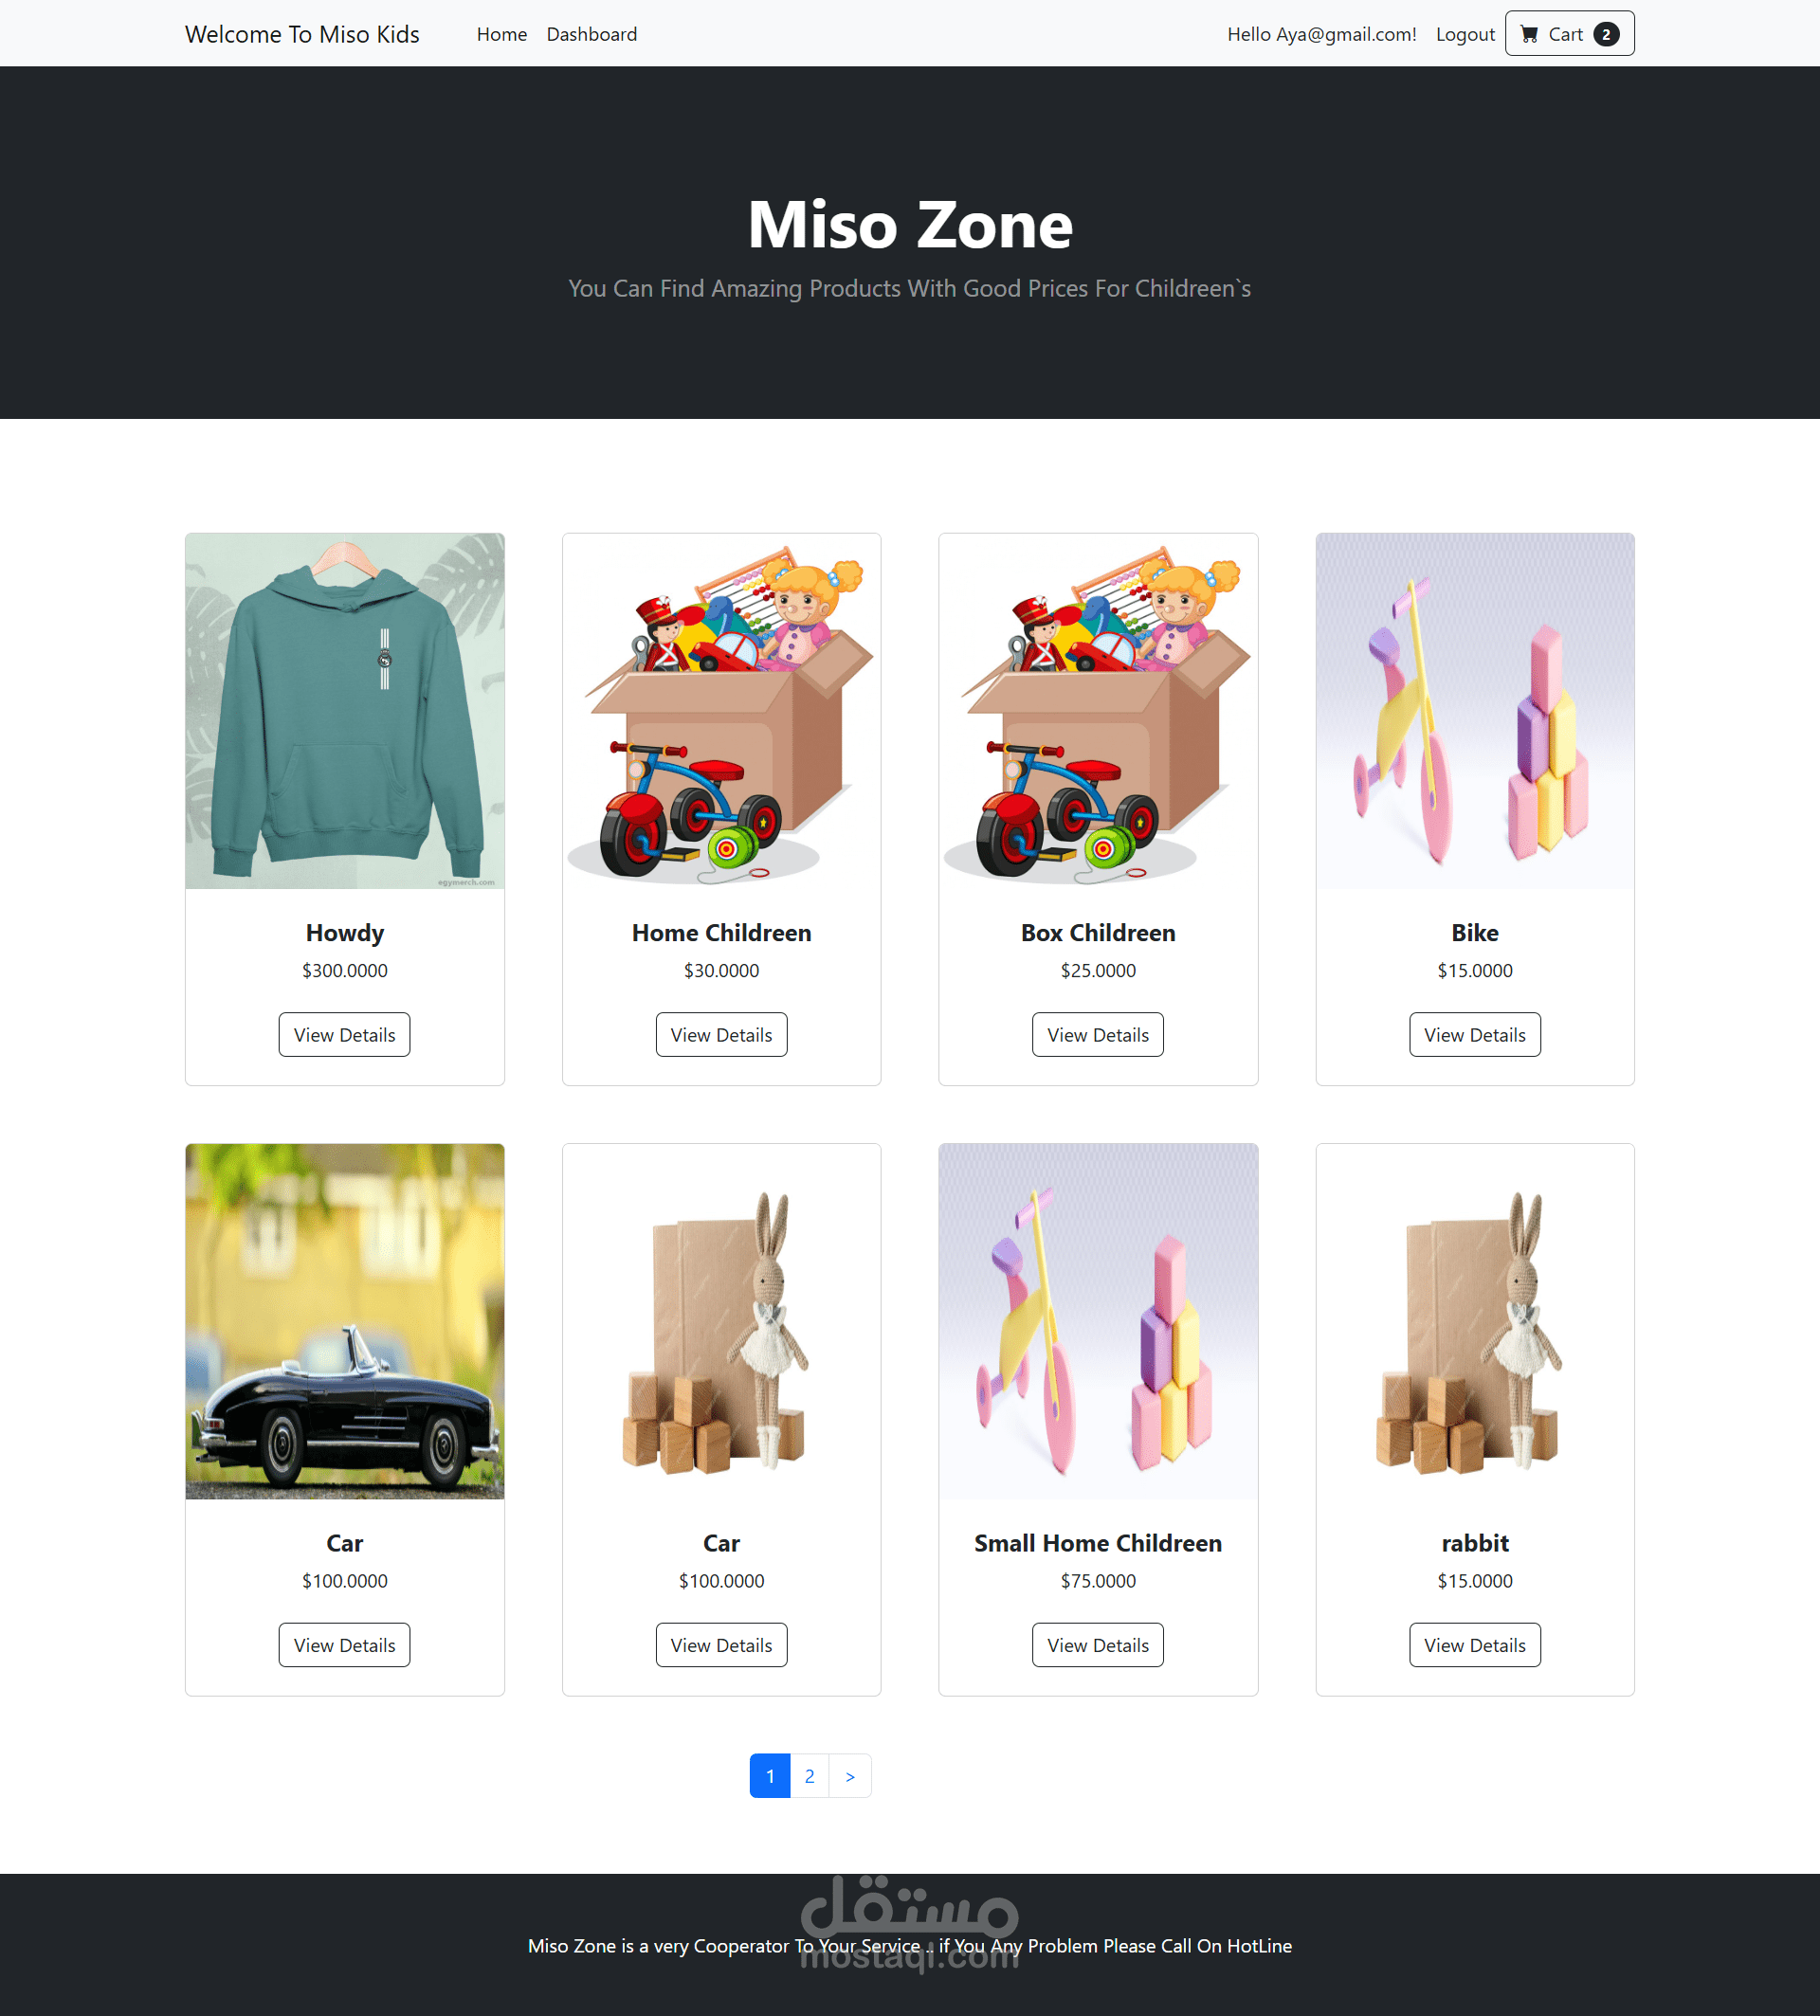 Welcome To Miso Kids
Home
Dashboard
Hello Aya@gmail.com!
Logout
Cart
2
Miso Zone
You Can Find Amazing Products With Good Prices For Childreen`s
egymerch.com
Howdy
$300.0000
View Details
Home Childreen
$30.0000
View Details
Box Childreen
$25.0000
View Details
Bike
$15.0000
View Details
Car
$100.0000
View Details
Car
$100.0000
View Details
Small Home Childreen
$75.0000
View Details
rabbit
$15.0000
View Details
1
2
>
مستقل
Miso Zone is a very Cooperator To Your Service .. if You Any Problem Please Call On HotLine
mostaql.com